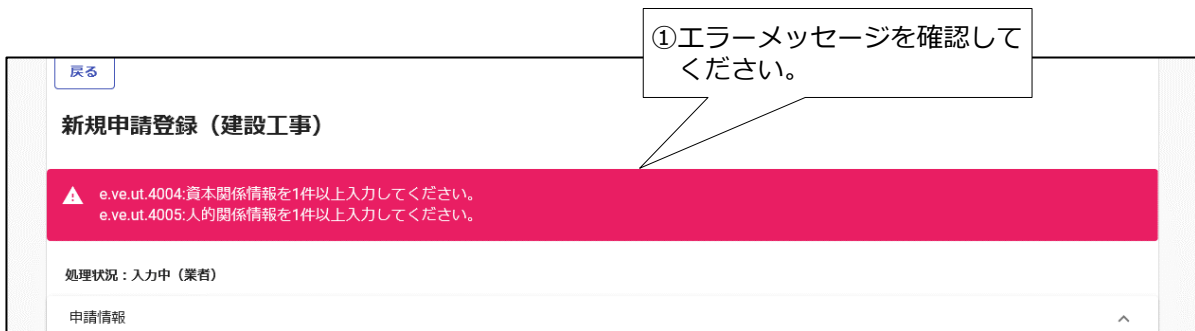 ①エラーメッセージを確認して
ください。
戻る
新規申請登録（建設工事）
e.ve.ut.4004:資本関係情報を1件以上入力してください。
e.ve.ut.4005:人的関係情報を1件以上入力してください。
処理状況：入力中（業者）
申請情報